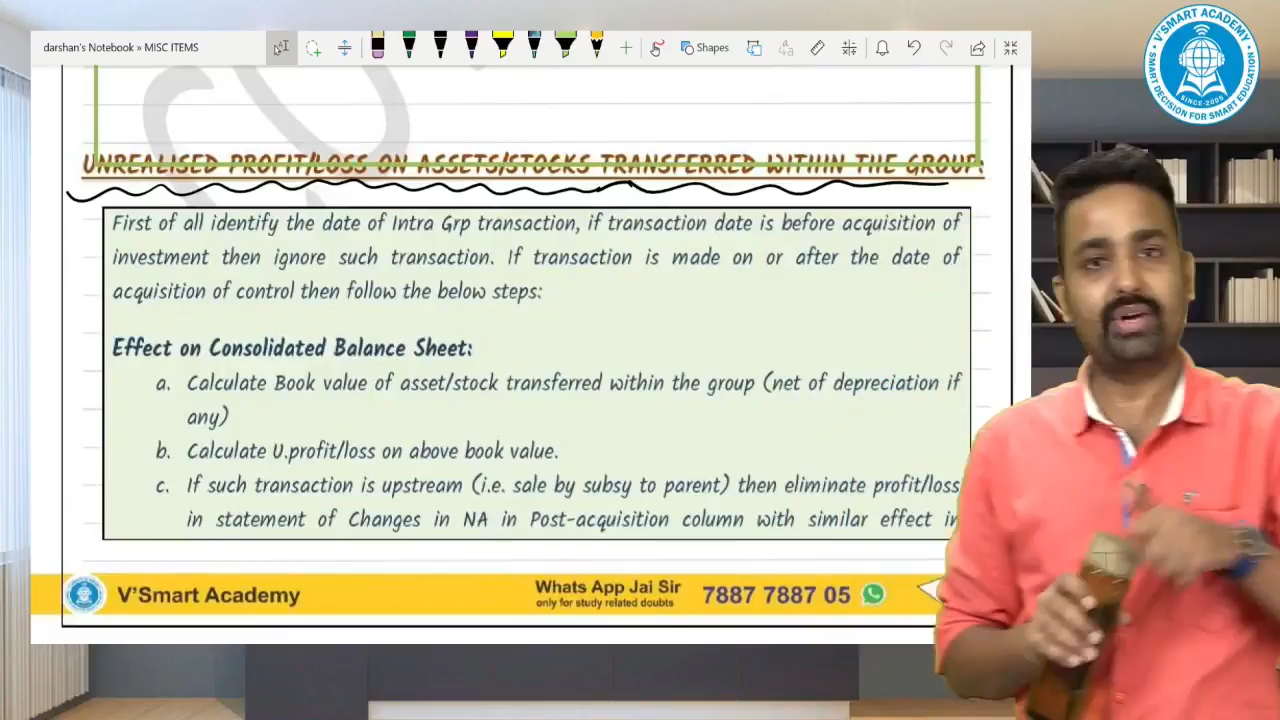 V'SMART ACADEMY
SINCE-2005
SMART DECISION FOR SMART EDUCATION
darshan's Notebook » MISC ITEMS
Shapes
UNREALISED PROFIT/LOSS ON ASSETS/STOCKS TRANSFERRED WITHIN THE GROUP:
First of all identify the date of Intra Grp transaction, if transaction date is before acquisition of
investment then ignore such transaction. If transaction is made on or after the date of
acquisition of control then follow the below steps:
Effect on Consolidated Balance Sheet:
a. Calculate Book value of asset/stock transferred within the group (net of depreciation if
any)
b. Calculate U.profit/loss on above book value.
c. If such transaction is upstream (i.e. sale by subsy to parent) then eliminate profit/loss
in statement of Changes in NA in Post-acquisition column with similar effect in
V'Smart Academy
Whats App Jai Sir
only for study related doubts
7887 7887 05